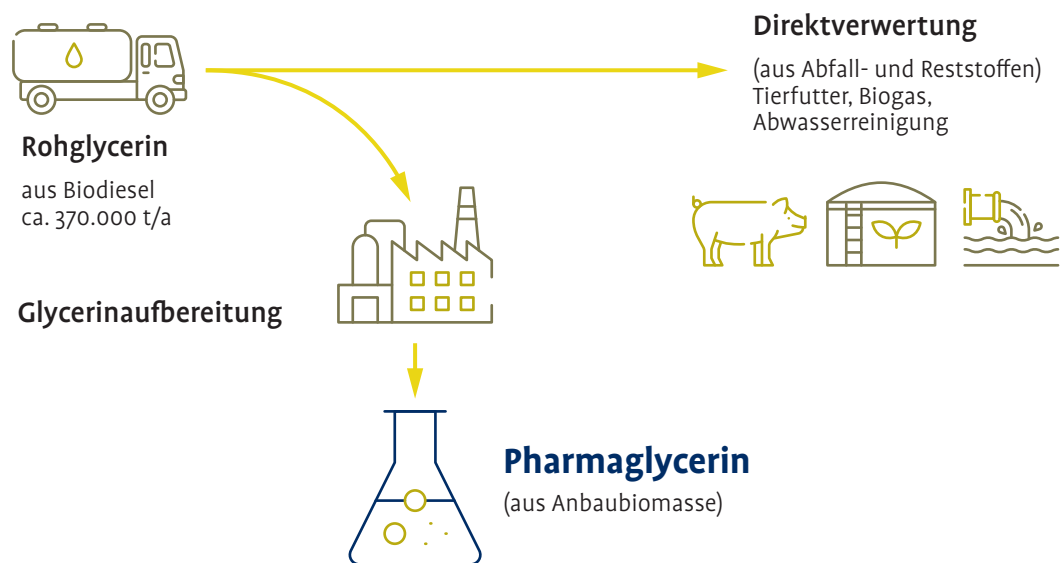 Direktverwertung
(aus Abfall- und Reststoffen)
Tierfutter, Biogas,
Abwasserreinigung
Rohglycerin
aus Biodiesel
ca. 370.000 t/a
Glycerinaufbereitung
Pharmaglycerin
(aus Anbaubiomasse)